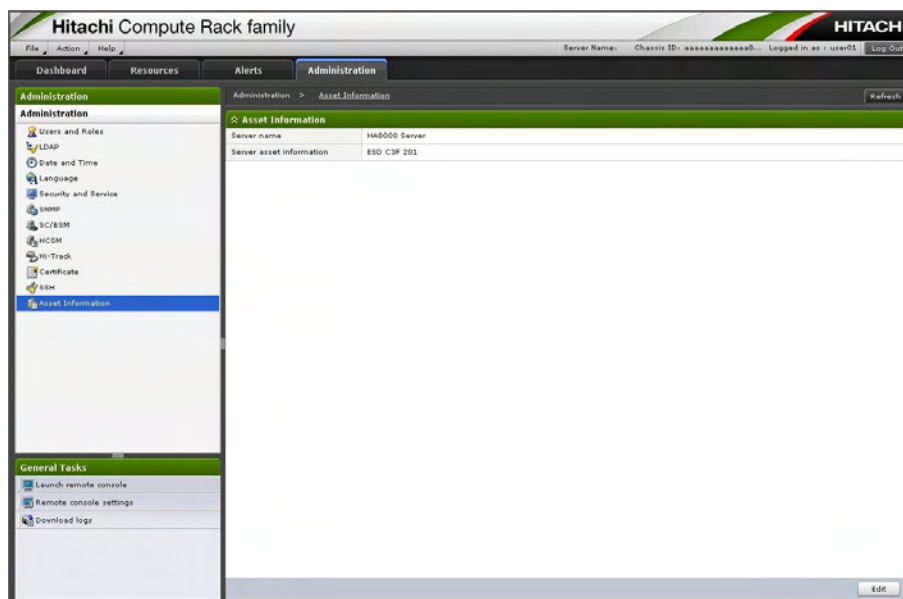 Hitachi Compute Rack family
HITACH
File Action Help
Server Name: Chassis ID: aaaaaaaaaaaaa0... Logged in as : user01 Log Out
Dashboard Resources Alerts Administration
Administration
Administration > Asset Information Refresh
Administration
Users and Roles
LDAP
Date and Time
Language
Security and Service
SNMP
SC/BSM
HCSM
Hi-Track
Certificate
SSH
Asset Information
Asset Information
Server name HA8000 Server
Server asset information ESD C3F 201
General Tasks
Launch remote console
Remote console settings
Download logs
Edit